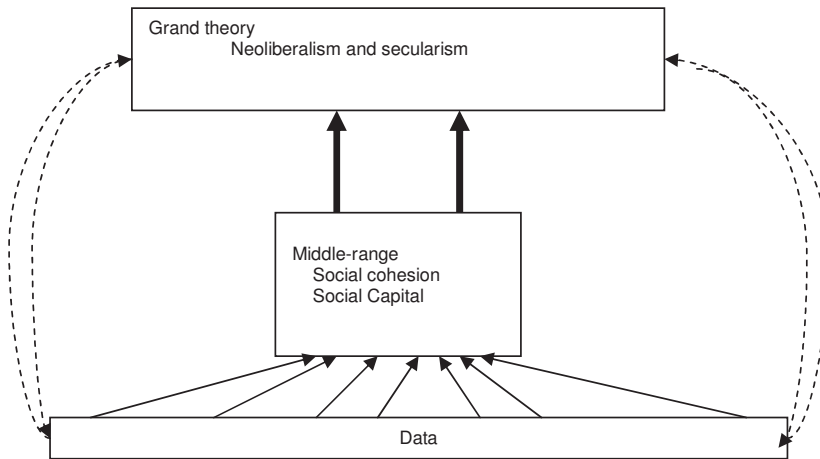 Grand theory
Neoliberalism and secularism
Middle-range
Social cohesion
Social Capital
Data